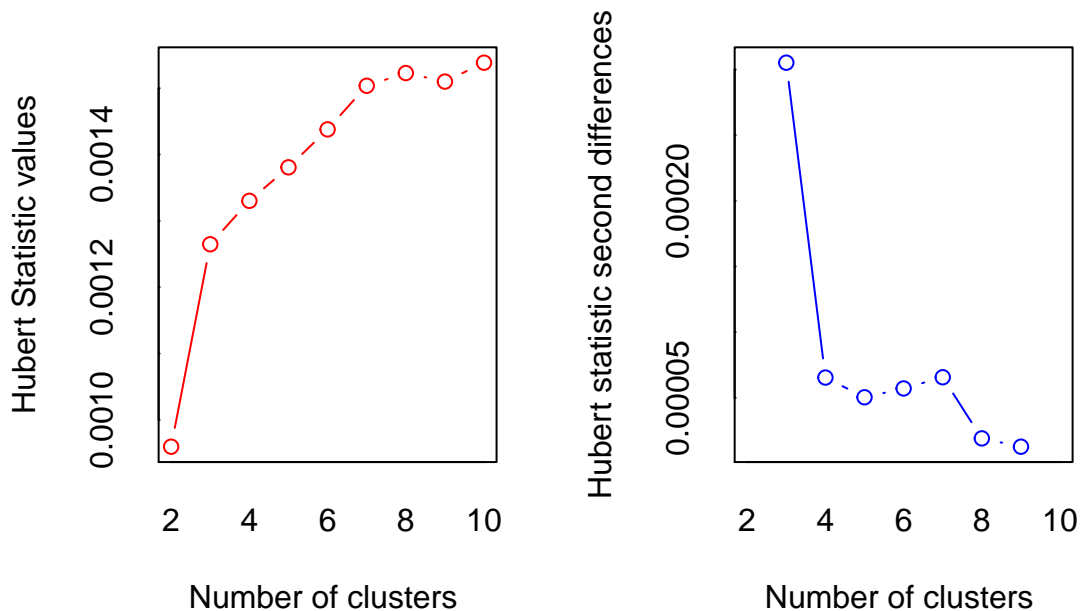 Hubert Statistic values
0.0010 0.0012 0.0014
2 4 6 8 10
Number of clusters
Hubert statistic second differences
0.00005 0.00020
2 4 6 8 10
Number of clusters